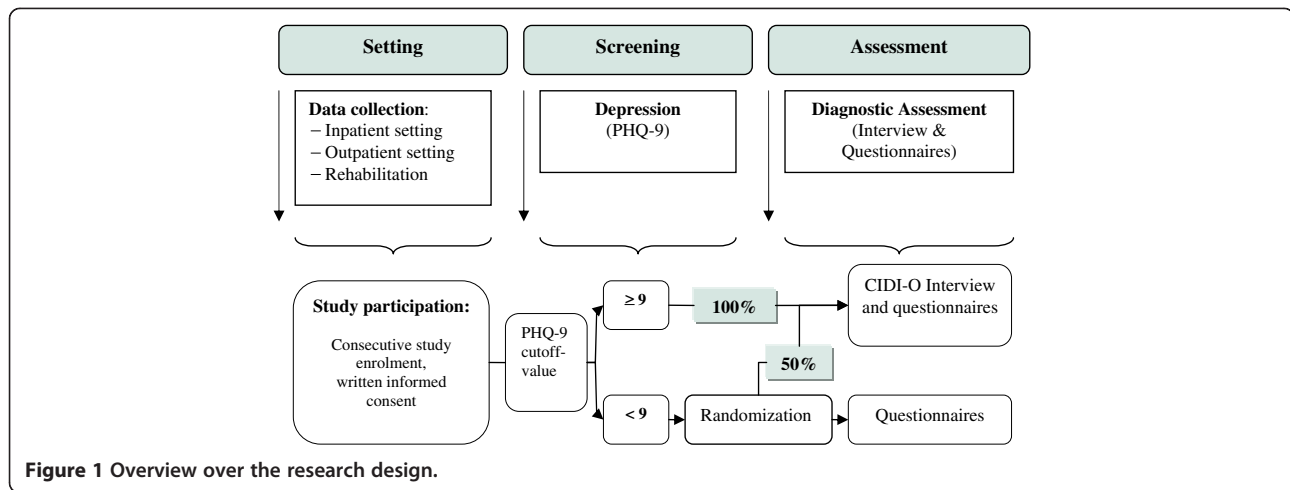 Setting
Screening
Assessment
Data collection:
– Inpatient setting
– Outpatient setting
– Rehabilitation
Depression
(PHQ-9)
Diagnostic Assessment
(Interview &
Questionnaires)
Study participation:
Consecutive study
enrolment,
written informed
consent
PHQ-9
cutoff-
value
≥ 9
100%
CIDI-O Interview
and questionnaires
50%
< 9
Randomization
Questionnaires
Figure 1 Overview over the research design.